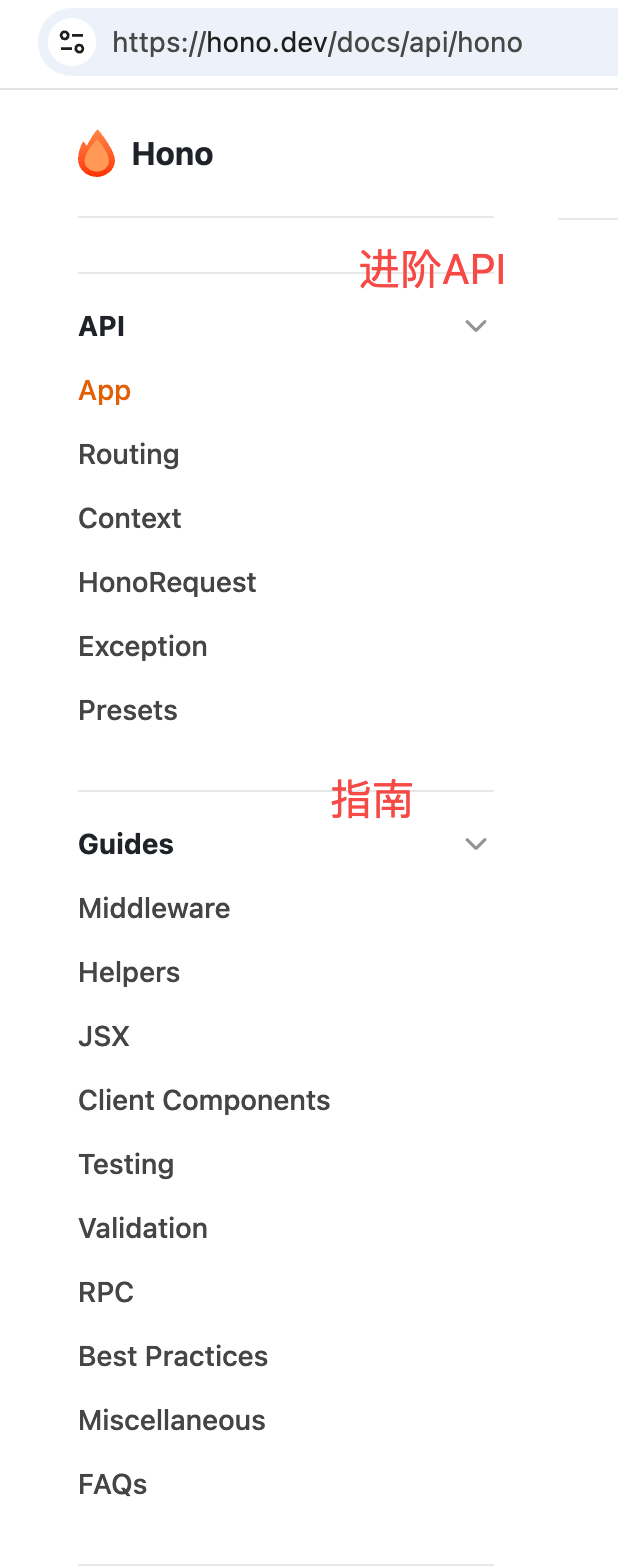 https://hono.dev/docs/api/hono
Hono
进阶API
API
App
Routing
Context
HonoRequest
Exception
Presets
指南
Guides
Middleware
Helpers
JSX
Client Components
Testing
Validation
RPC
Best Practices
Miscellaneous
FAQs